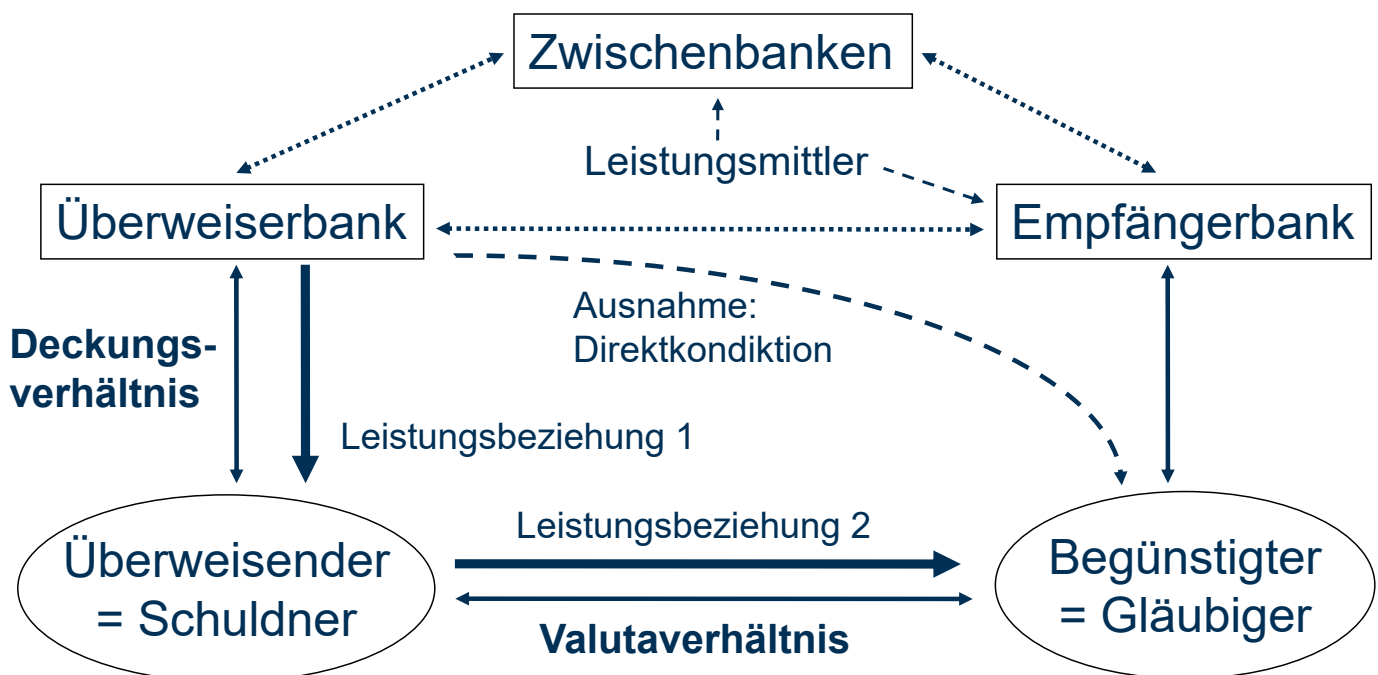 Zwischenbanken
Leistungsmittler
Überweiserbank
Empfängerbank
Ausnahme:
Direktkondiktion
Deckungs-
verhältnis
Leistungsbeziehung 1
Leistungsbeziehung 2
Überweisender
= Schuldner
Begünstigter
= Gläubiger
Valutaverhältnis